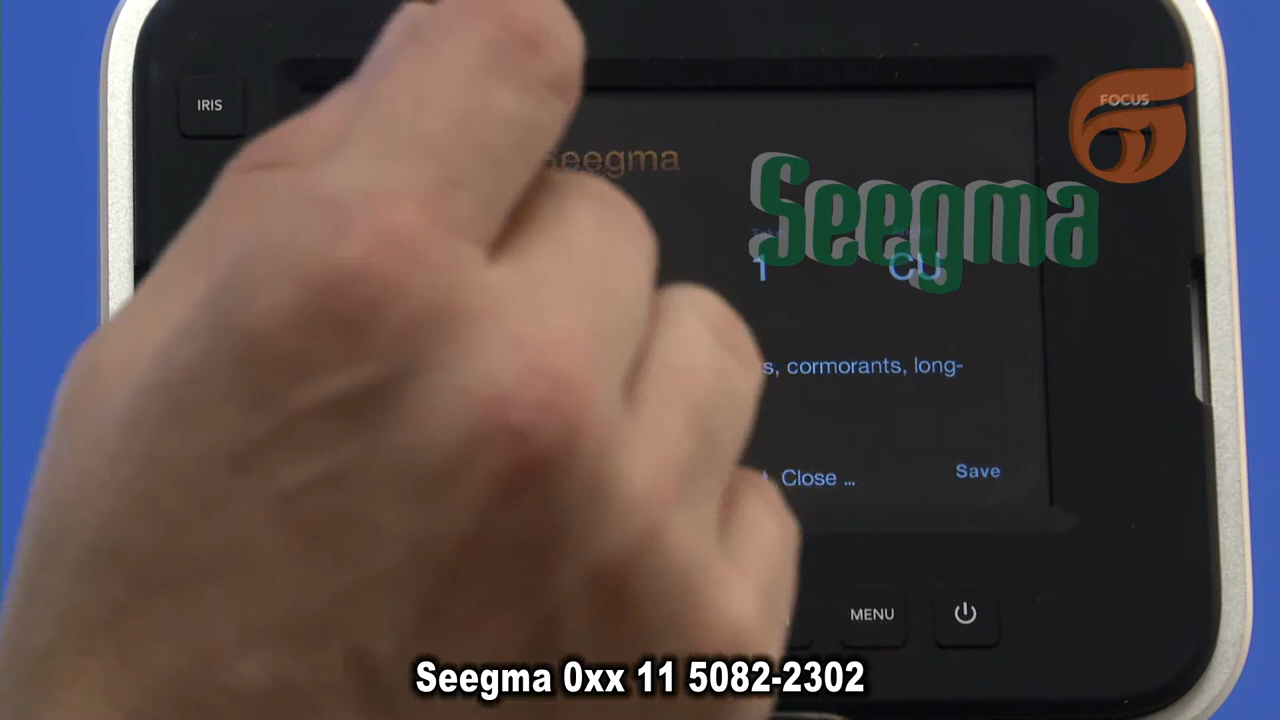 IRIS
FOCUS
Seegma
Seegma
1
CU
cormorants, long-
Close ...
Save
MENU
Seegma 0xx 11 5082-2302